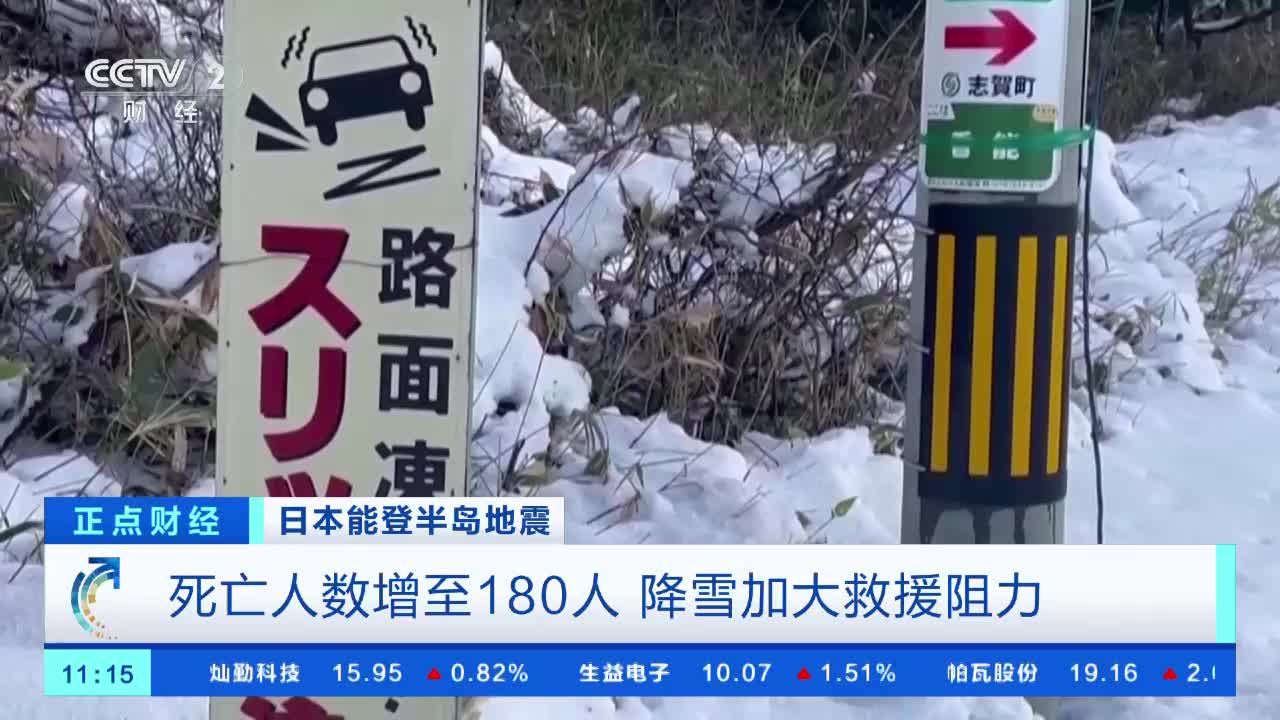 CCTV 2
财经
路面凍
スリッ
志賀町
香能
正点财经
日本能登半岛地震
死亡人数增至180人 降雪加大救援阻力
11:15 灿勤科技 15.95 ▲ 0.82% 生益电子 10.07 ▲ 1.51% 帕瓦股份 19.16 ▲